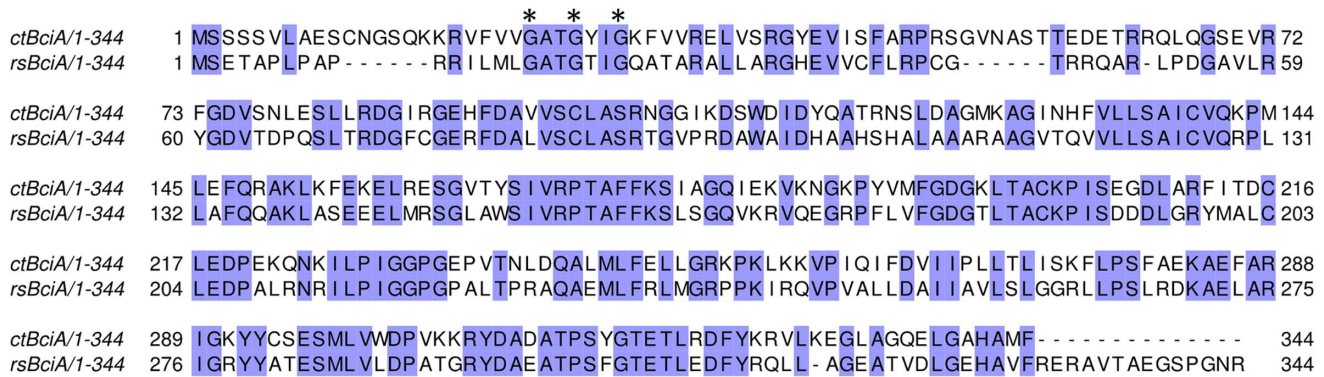 * * *
ctBciA/1-344 1 MSSSSVLAESCNGSQKKRVFVVGATGYIGKFVVRELVSRGYEVISFARPRSGVNASTTEDETRRQLQGSEVR 72
rsBciA/1-344 1 MSETAPLPAP------RRILMLGATGTIGQATARALLARGHEVVCFLRPCG------TRRQAR-LPDGAVLR 59
ctBciA/1-344 73 FGDVSNLESLLRDGIRGEHFDAVVSCLASRNGGIKDSWDIDYQATRNSLDAGMKAGINHFVLLSAICVQKPM 144
rsBciA/1-344 60 YGDVTDPQSLTRDGFCGERFDALVSCLASRTGVPRDAWAIDHAAHSHALAAARAAGVTQVVLLSAICVQRPL 131
ctBciA/1-344 145 LEFQRAKLKFEKELRESGVTYSIVRPTAFFKSIAGQIEKVKNGKPYVMFGDGKLTACKPISEGDLARFITDC 216
rsBciA/1-344 132 LAFQQAKLASEEELMRSGLAWSIVRPTAFFKSLSGQVKRVQEGRPFLVFGDGTLTACKPISDDDLGRYMALC 203
ctBciA/1-344 217 LEDPEKQNKILPIGGPGEPVTNLDQALMLFELLGRKPKLKKVPIQIFDVIIPLLTLISKFLPSFAEKAEFAR 288
rsBciA/1-344 204 LEDPALRNRILPIGGPGPALTPRAQAEMLFRLMGRPPKIRQVPVALLDAIIAVLSLGGRLLPSLRDKAELAR 275
ctBciA/1-344 289 IGKYYCSESMLVWDPVKKRYDADATPSYGTETLRDFYKRVLKEGLAGQELGAHAMF-------------- 344
rsBciA/1-344 276 IGRYYATESMLVLDPATGRYDAEATPSFGTETLEDFYRQLL-AGEATVDLGEHAVFRERAVTAEGSPGNR 344